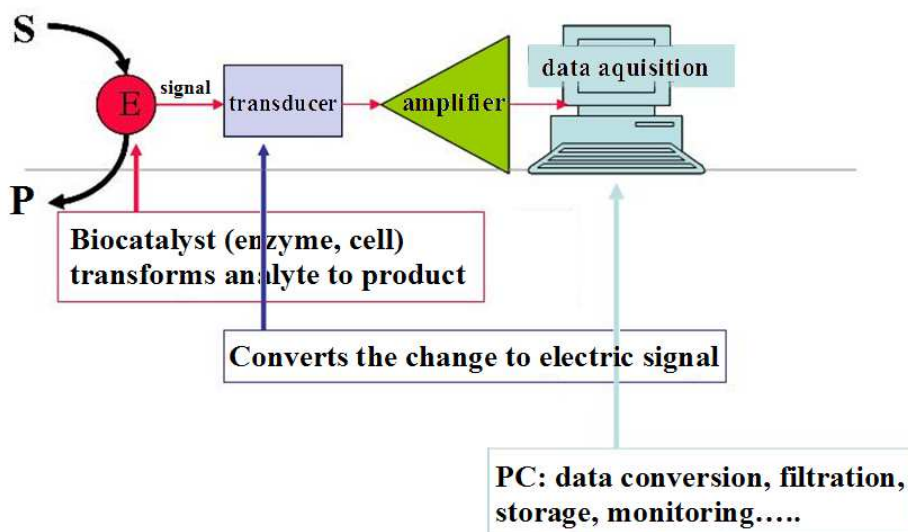 S
E
signal
transducer
amplifier
data aquisition
P
Biocatalyst (enzyme, cell)
transforms analyte to product
Converts the change to electric signal
PC: data conversion, filtration,
storage, monitoring…..